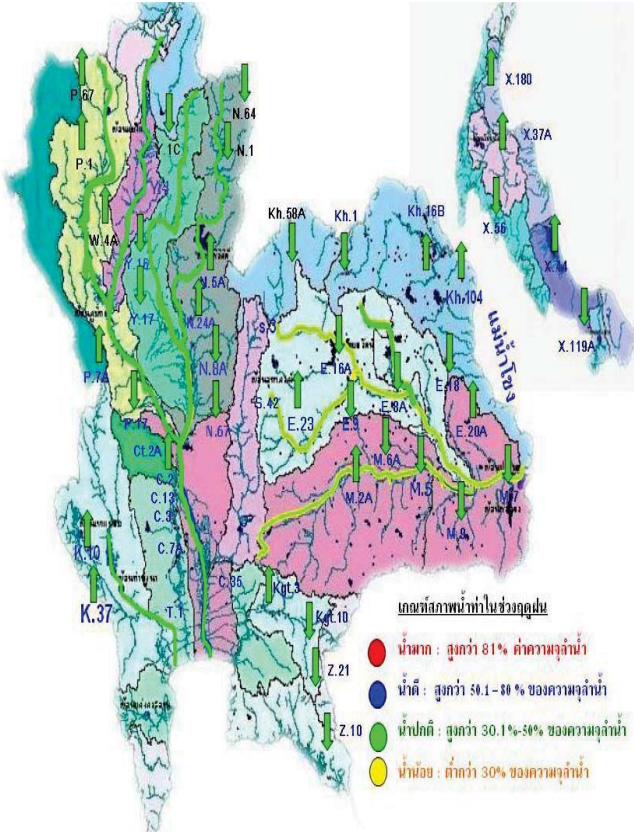 P.67
Y.1C
N.64
N.1
P.1
W.4A
N.5A
N.24A
Y.17
P.7A
N.8A
N.67
P.17
Ct.2A
C.2
C.13
C.3
C.7A
C.35
T.1
K.10
K.37
Kh.58A
Kh.1
Kh.16B
Kh.104
แม่น้ำโขง
E.16A
S.42
E.23
E.9
E.8A
E.18
E.20A
M.6A
M.2A
M.5
M.9
M.7
Kgt.3
Kgt.10
Z.21
Z.10
X.180
X.37A
X.56
X.119A
เกณฑ์สภาพน้ำท่าในช่วงฤดูฝน
น้ำมาก : สูงกว่า 81% ค่าความจุลำน้ำ
น้ำดี : สูงกว่า 50.1 - 80 % ของความจุลำน้ำ
น้ำปกติ : สูงกว่า 30.1%-50% ของความจุลำน้ำ
น้ำน้อย : ต่ำกว่า 30% ของความจุลำน้ำ